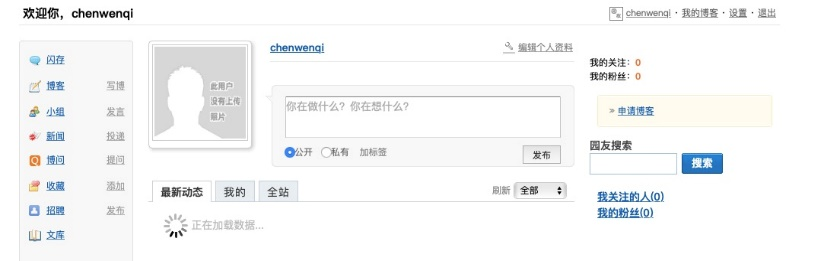 欢迎你，chenwenqi
chenwenqi · 我的博客 · 设置 · 退出
闪存
博客 写博
小组 发言
新闻 投递
博问 提问
收藏 添加
招聘 发布
文库
此用户
没有上传
照片
chenwenqi
编辑个人资料
你在做什么？你在想什么？
公开 私有 加标签 发布
最新动态 我的 全站 刷新 全部
正在加载数据...
我的关注：0
我的粉丝：0
» 申请博客
园友搜索
搜索
我关注的人(0)
我的粉丝(0)